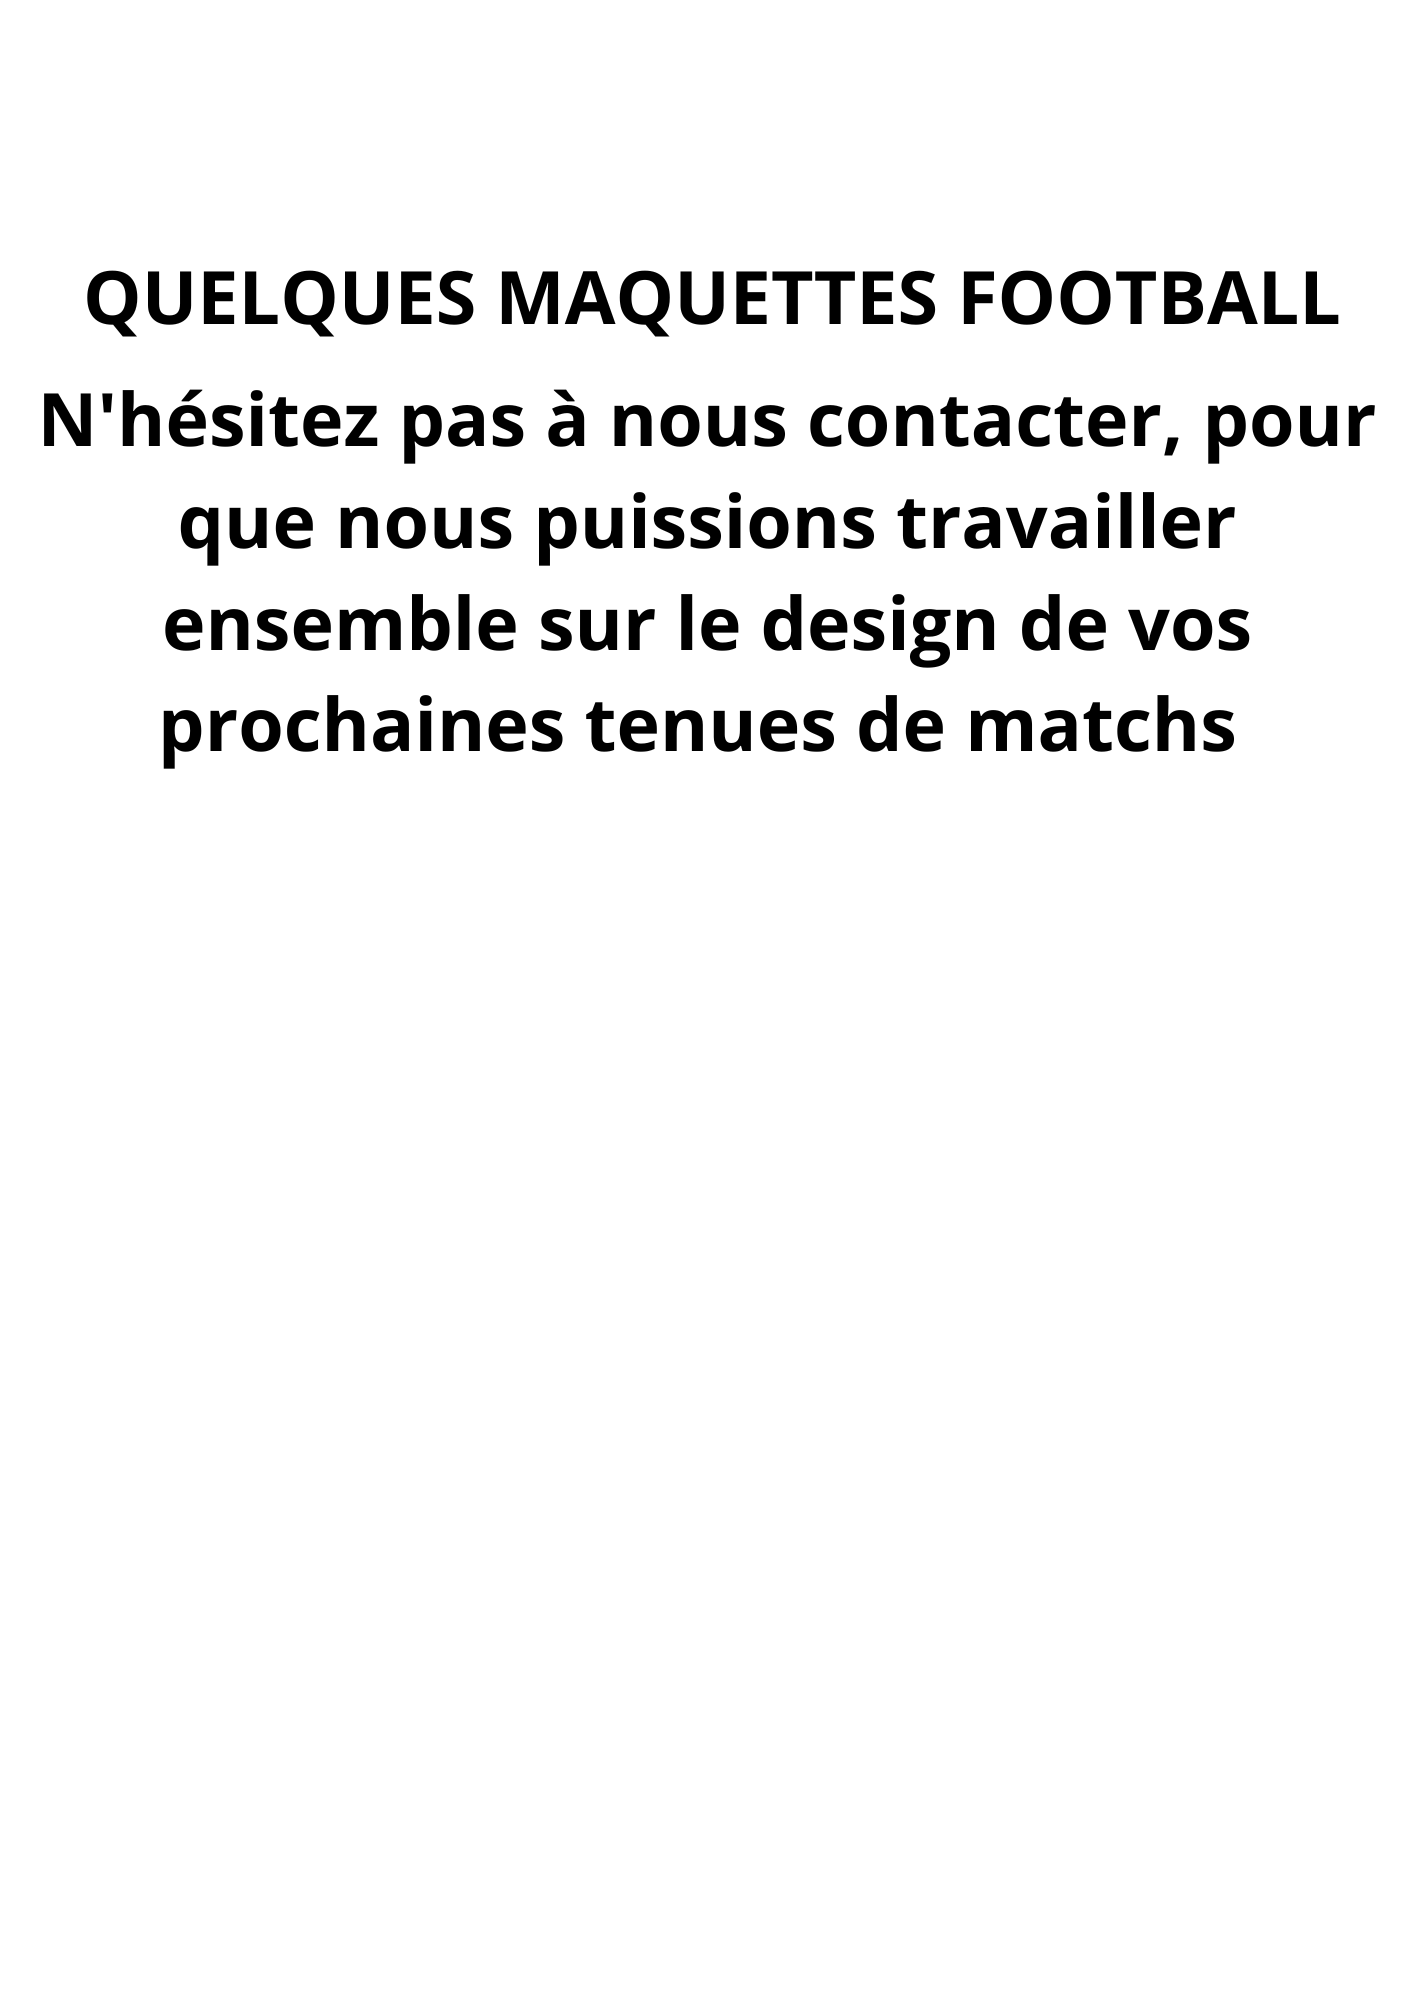 QUELQUES MAQUETTES FOOTBALL
N'hésitez pas à nous contacter, pour
que nous puissions travailler
ensemble sur le design de vos
prochaines tenues de matchs